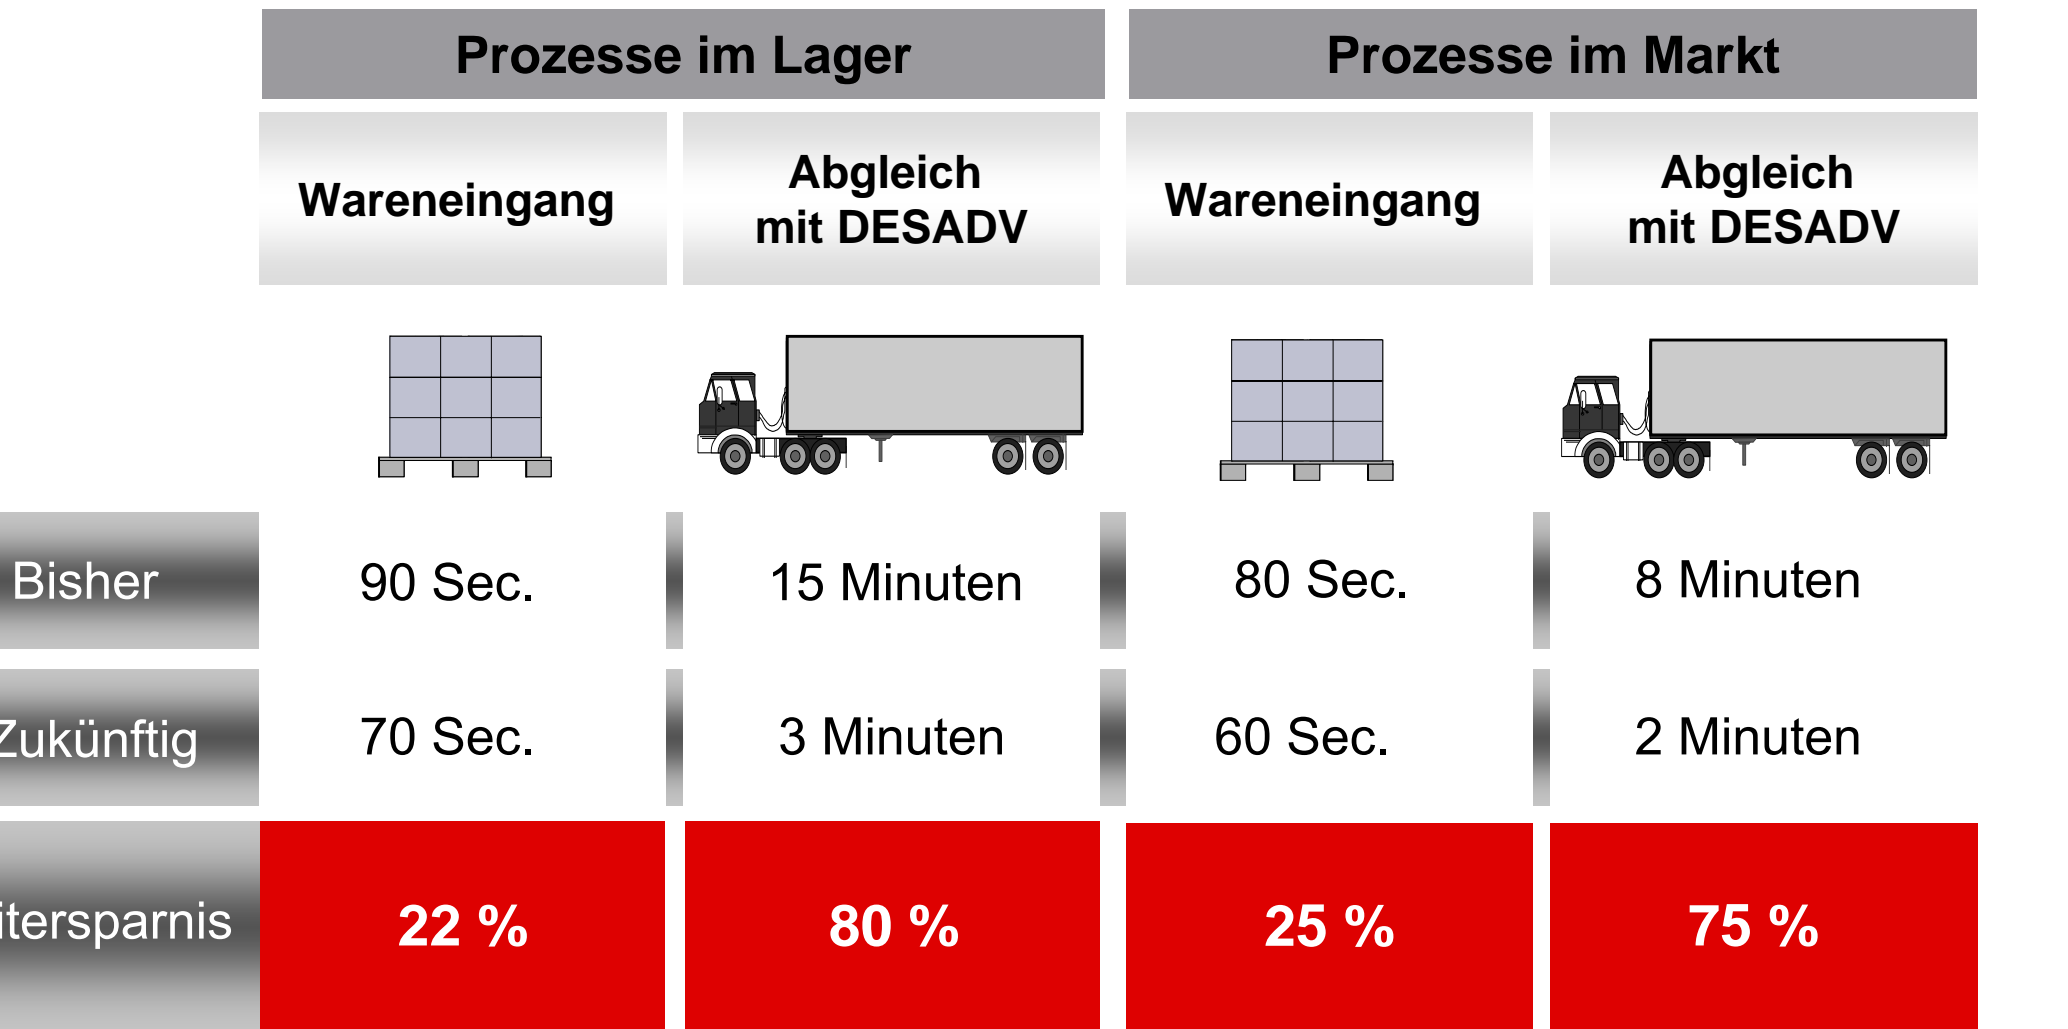 Prozesse im Lager Prozesse im Markt
Wareneingang Abgleich mit DESADV Wareneingang Abgleich mit DESADV
Bisher 90 Sec. 15 Minuten 80 Sec. 8 Minuten
Zukünftig 70 Sec. 3 Minuten 60 Sec. 2 Minuten
itersparnis 22 % 80 % 25 % 75 %